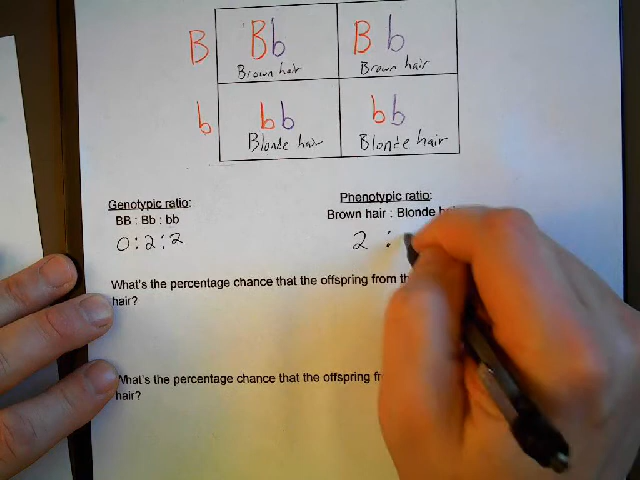 B Bb Bb
Brown hair Brown hair
b bb bb
Blonde hair Blonde hair
Genotypic ratio: Phenotypic ratio:
BB : Bb : bb Brown hair : Blonde
0:2:2 2 :
What's the percentage chance that the offspring from
hair?
What's the percentage chance that the offspring
hair?